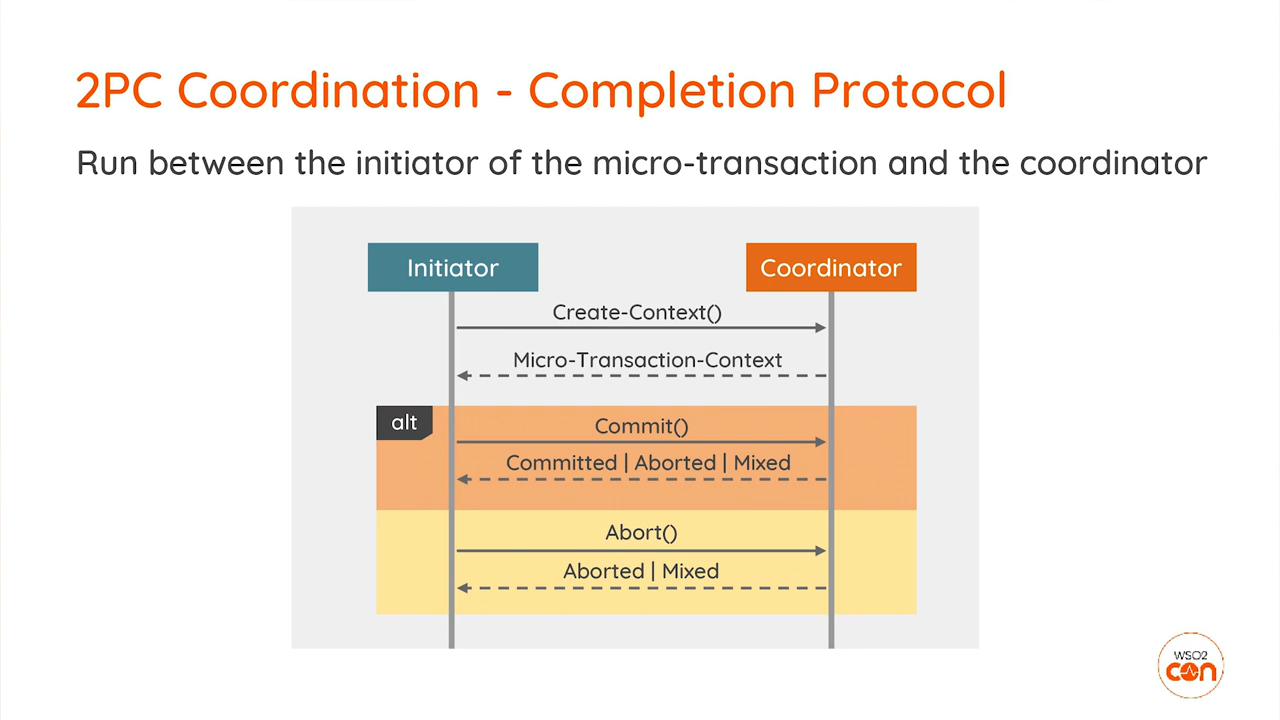 2PC Coordination - Completion Protocol
Run between the initiator of the micro-transaction and the coordinator
Initiator
Coordinator
Create-Context()
Micro-Transaction-Context
alt
Commit()
Committed | Aborted | Mixed
Abort()
Aborted | Mixed
WSO2
con